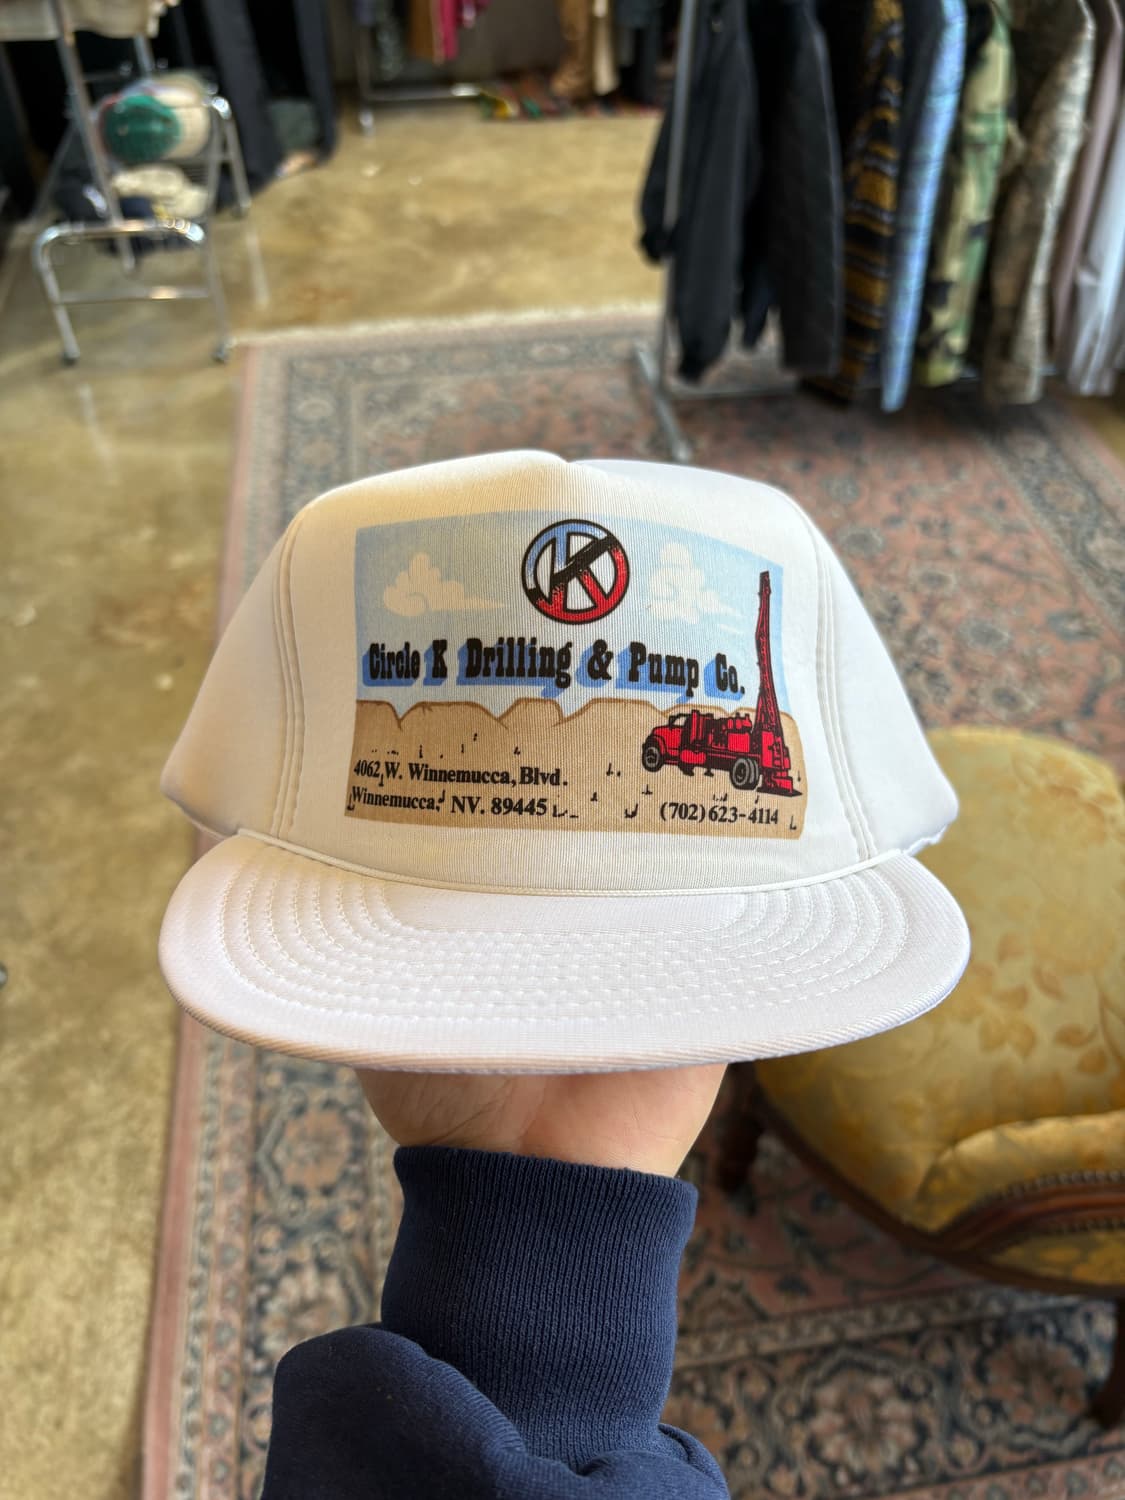 K
Circle K Drilling & Pump Co.
4062 W. Winnemucca, Blvd.
Winnemucca, NV. 89445
(702) 623-4114